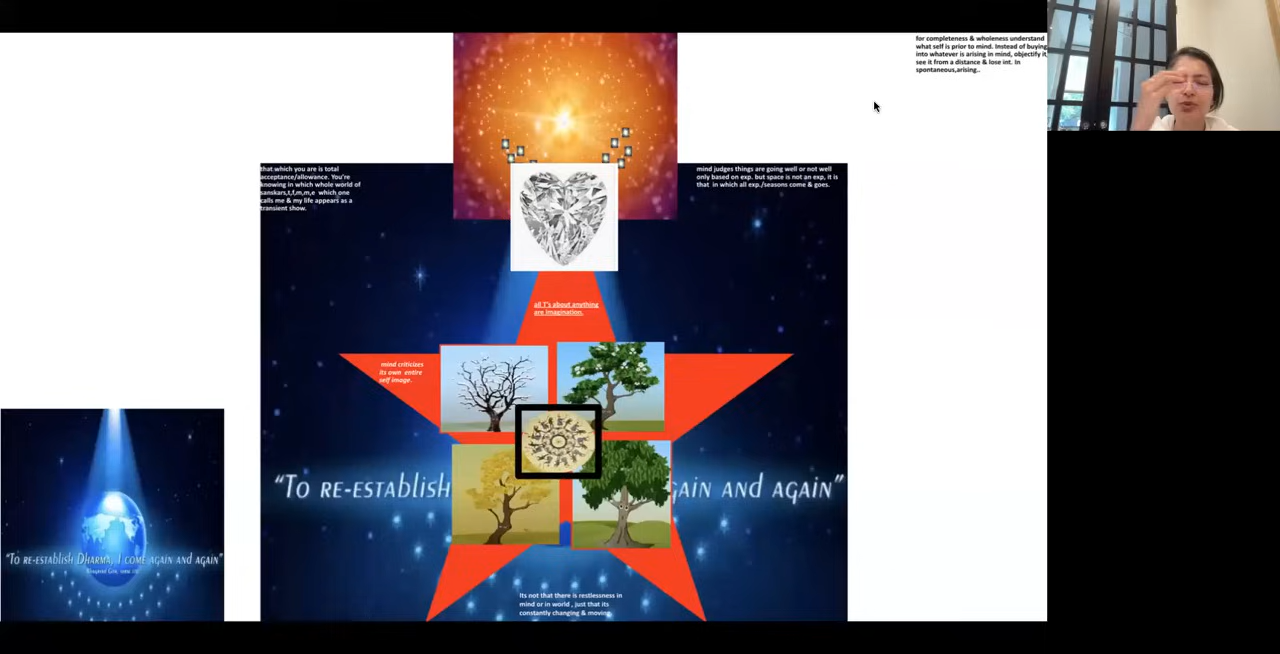 for completeness & wholeness understand
what self is prior to mind. Instead of buying
into whatever is arising in mind, objectify it,
see it from a distance & lose int. In
spontaneous,arising..
that which you are is total
acceptance/allowance. You're
knowing in which whole world of
sanskars,t,f,m,m,e which one
calls me & my life appears as a
transient show.
mind judges things are going well or not well
only based on exp. but space is not an exp, it is
that in which all exp./seasons come & goes.
all T's about anything
are imagination.
mind criticizes
its own entire
self image.
"To re-establish gain and again"
"To re-establish Dharma, I come again and again"
Its not that there is restlessness in
mind or in world , just that its
constantly changing & moving